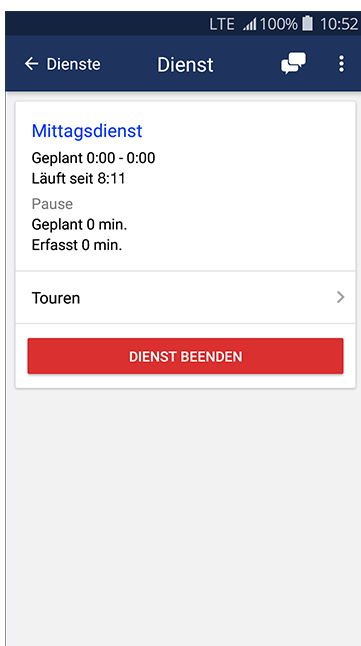 LTE 100% 10:52
Dienste Dienst
Mittagsdienst
Geplant 0:00 - 0:00
Läuft seit 8:11
Pause
Geplant 0 min.
Erfasst 0 min.
Touren
DIENST BEENDEN